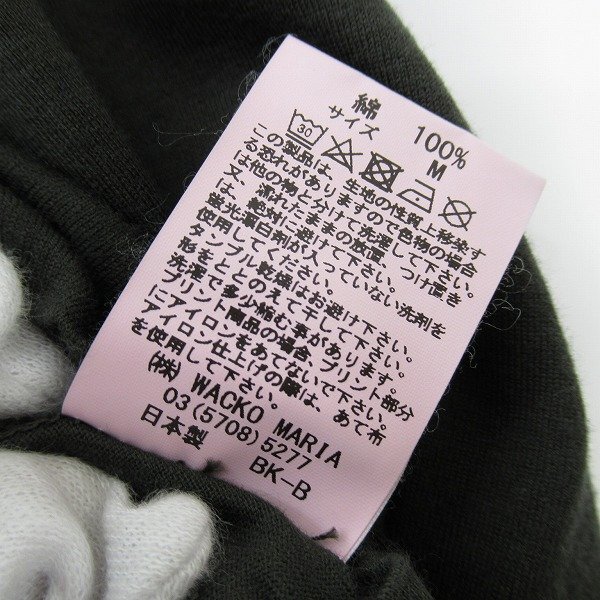 綿 100%
サイズ M
30
この製品は、生地の性質上移染す
る恐れがありますので色物の場合
は他の物と分けて洗濯して下さい。
又、濡れたままの放置、つけ置き
は、絶対に避けて下さい。
蛍光蛋白剤が入っていない洗剤を
使用してください。
タンブル乾燥はお避け下さい。
形をととのえて干して下さい。
洗濯で多少縮む事があります。
プリント商品の場合、プリント部分
にアイロンをあてないで下さい。
アイロン仕上げの際は、あて布
を使用して下さい。
(株) WACKO MARIA
03(5708)5277
日本製 BK-B